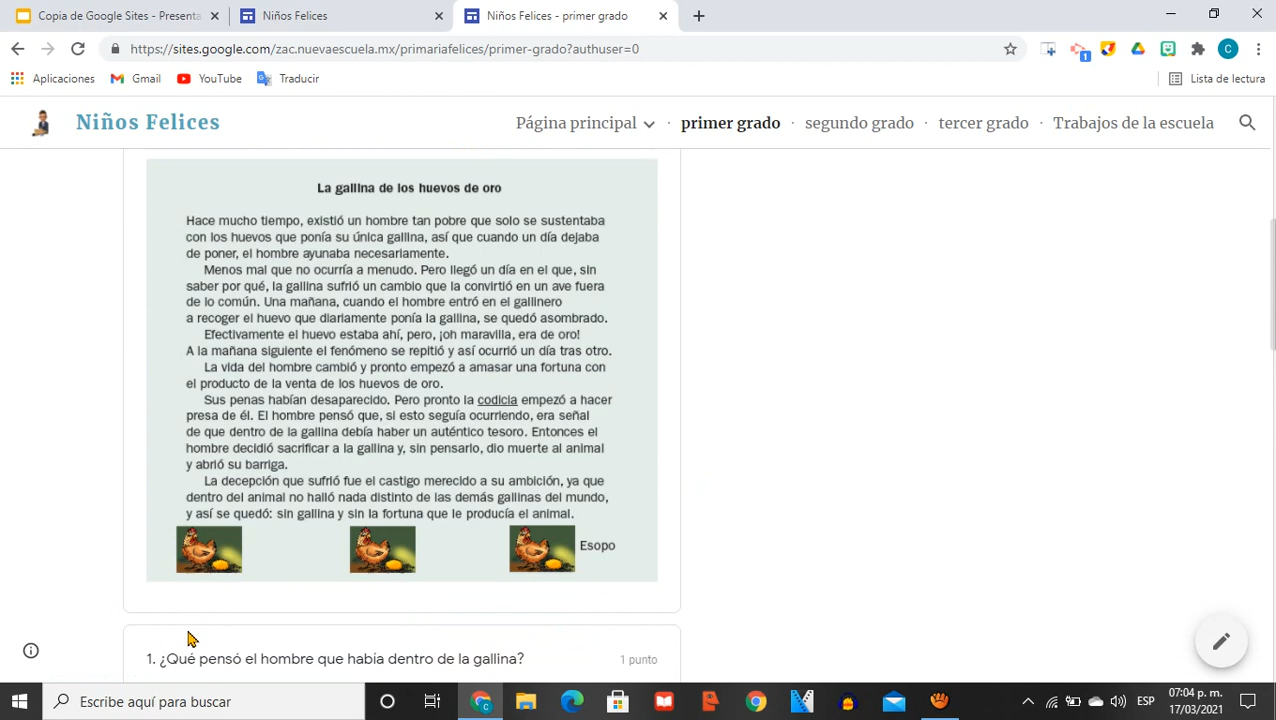 Copia de Google Sites - Presenta
Niños Felices
Niños Felices - primer grado
https://sites.google.com/zac.nuevaescuela.mx/primariafelices/primer-grado?authuser=0
1
C
Aplicaciones
Gmail
YouTube
Traducir
Lista de lectura
Niños Felices
Página principal
primer grado
segundo grado
tercer grado
Trabajos de la escuela
La gallina de los huevos de oro
Hace mucho tiempo, existió un hombre tan pobre que solo se sustentaba
con los huevos que ponía su única gallina, así que cuando un día dejaba
de poner, el hombre ayunaba necesariamente.
Menos mal que no ocurría a menudo. Pero llegó un día en el que, sin
saber por qué, la gallina sufrió un cambio que la convirtió en un ave fuera
de lo común. Una mañana, cuando el hombre entró en el gallinero
a recoger el huevo que diariamente ponía la gallina, se quedó asombrado.
Efectivamente el huevo estaba ahí, pero, ¡oh maravilla, era de oro!
A la mañana siguiente el fenómeno se repitió y así ocurrió un día tras otro.
La vida del hombre cambió y pronto empezó a amasar una fortuna con
el producto de la venta de los huevos de oro.
Sus penas habían desaparecido. Pero pronto la codicia empezó a hacer
presa de él. El hombre pensó que, si esto seguía ocurriendo, era señal
de que dentro de la gallina debía haber un auténtico tesoro. Entonces el
hombre decidió sacrificar a la gallina y, sin pensarlo, dio muerte al animal
y abrió su barriga.
La decepción que sufrió fue el castigo merecido a su ambición, ya que
dentro del animal no halló nada distinto de las demás gallinas del mundo,
y así se quedó: sin gallina y sin la fortuna que le producía el animal.
Esopo
1. ¿Qué pensó el hombre que había dentro de la gallina?
1 punto
Escribe aquí para buscar
ESP
07:04 p. m.
17/03/2021